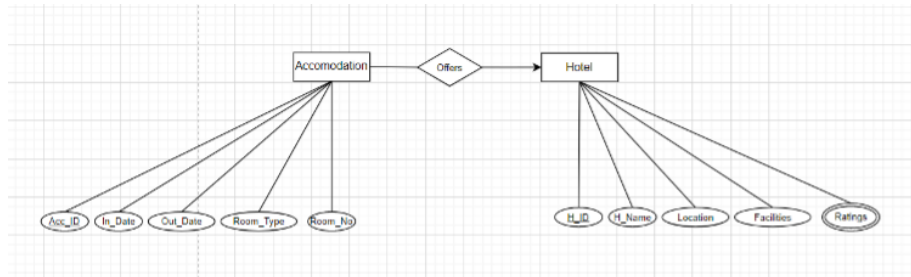 Accomodation
Offers
Hotel
Acc_ID
In_Date
Out_Date
Room_Type
Room_No
H_ID
H_Name
Location
Facilities
Ratings